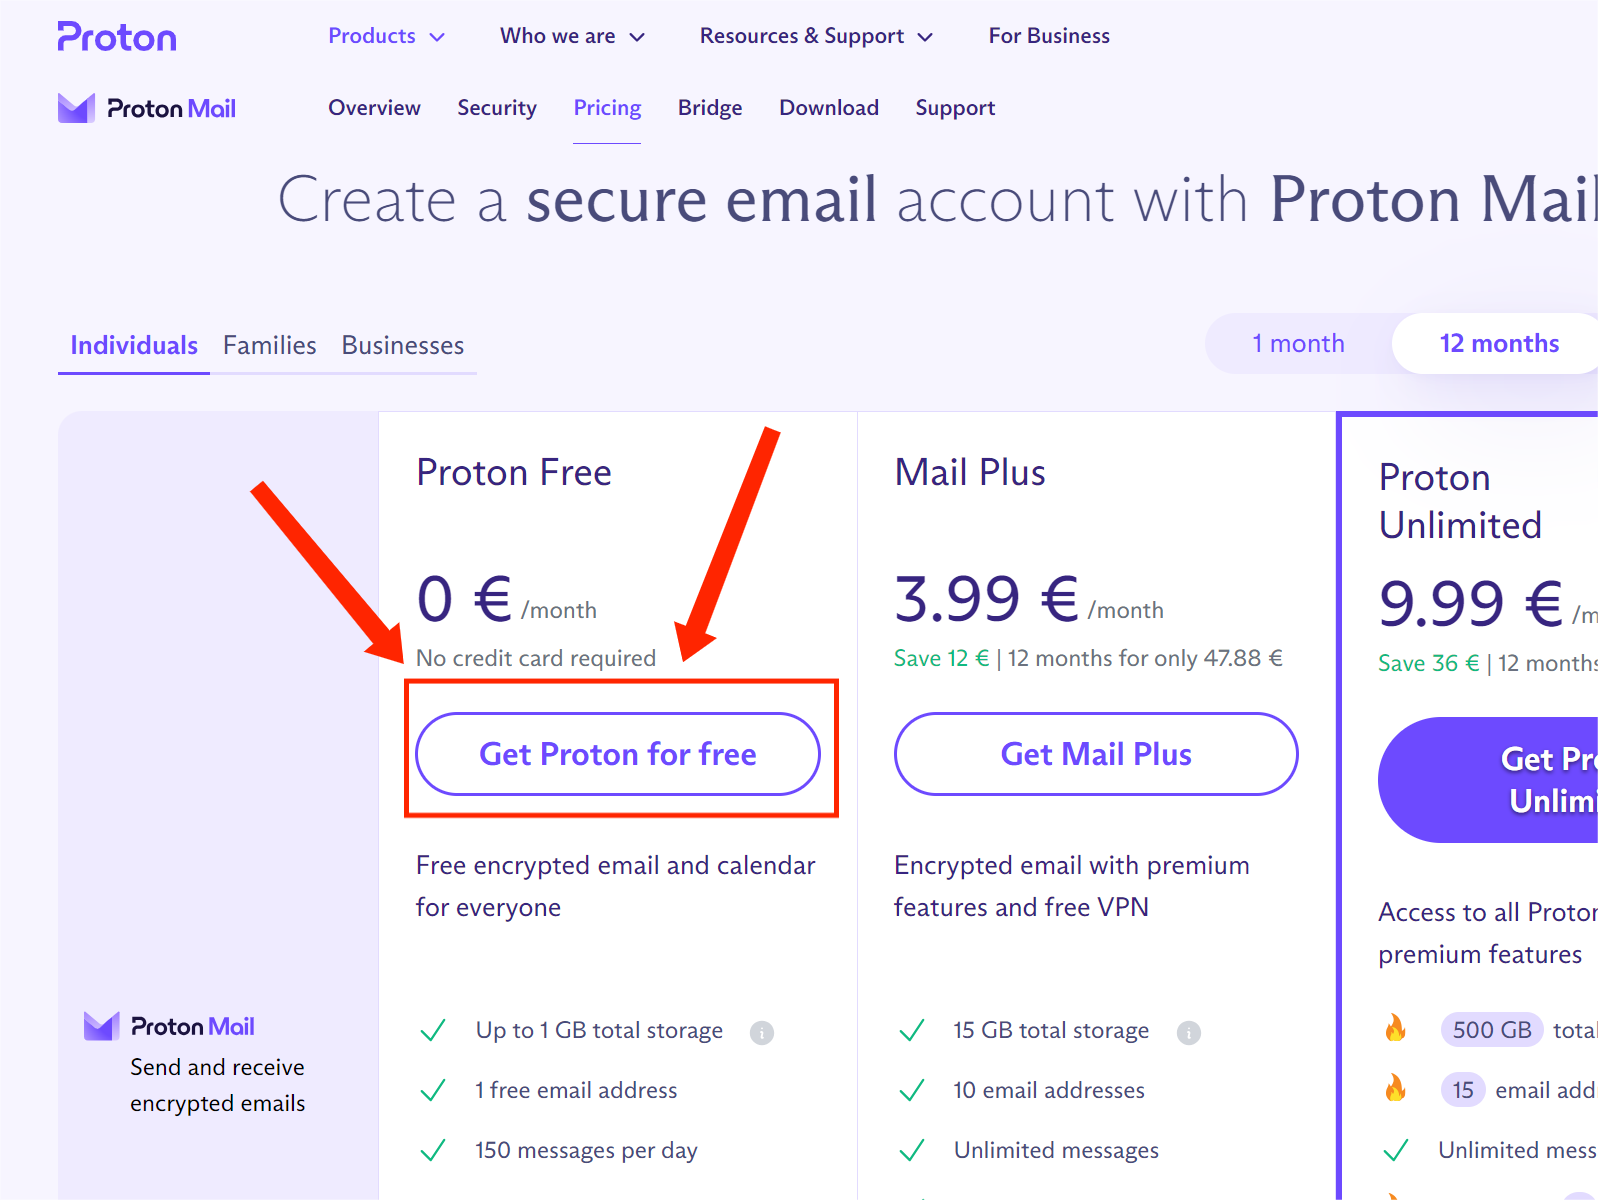 Proton
Products
Who we are
Resources & Support
For Business
Proton Mail
Overview
Security
Pricing
Bridge
Download
Support
Create a secure email account with Proton Mail
Individuals
Families
Businesses
1 month
12 months
Proton Free
0 € /month
No credit card required
Get Proton for free
Free encrypted email and calendar
for everyone
Mail Plus
3.99 € /month
Save 12 € | 12 months for only 47.88 €
Get Mail Plus
Encrypted email with premium
features and free VPN
Proton
Unlimited
9.99 € /m
Save 36 € | 12 months
Get Pro
Unlimi
Access to all Proton
premium features
Proton Mail
Send and receive
encrypted emails
Up to 1 GB total storage
1 free email address
150 messages per day
15 GB total storage
10 email addresses
Unlimited messages
500 GB total
15 email add
Unlimited mess